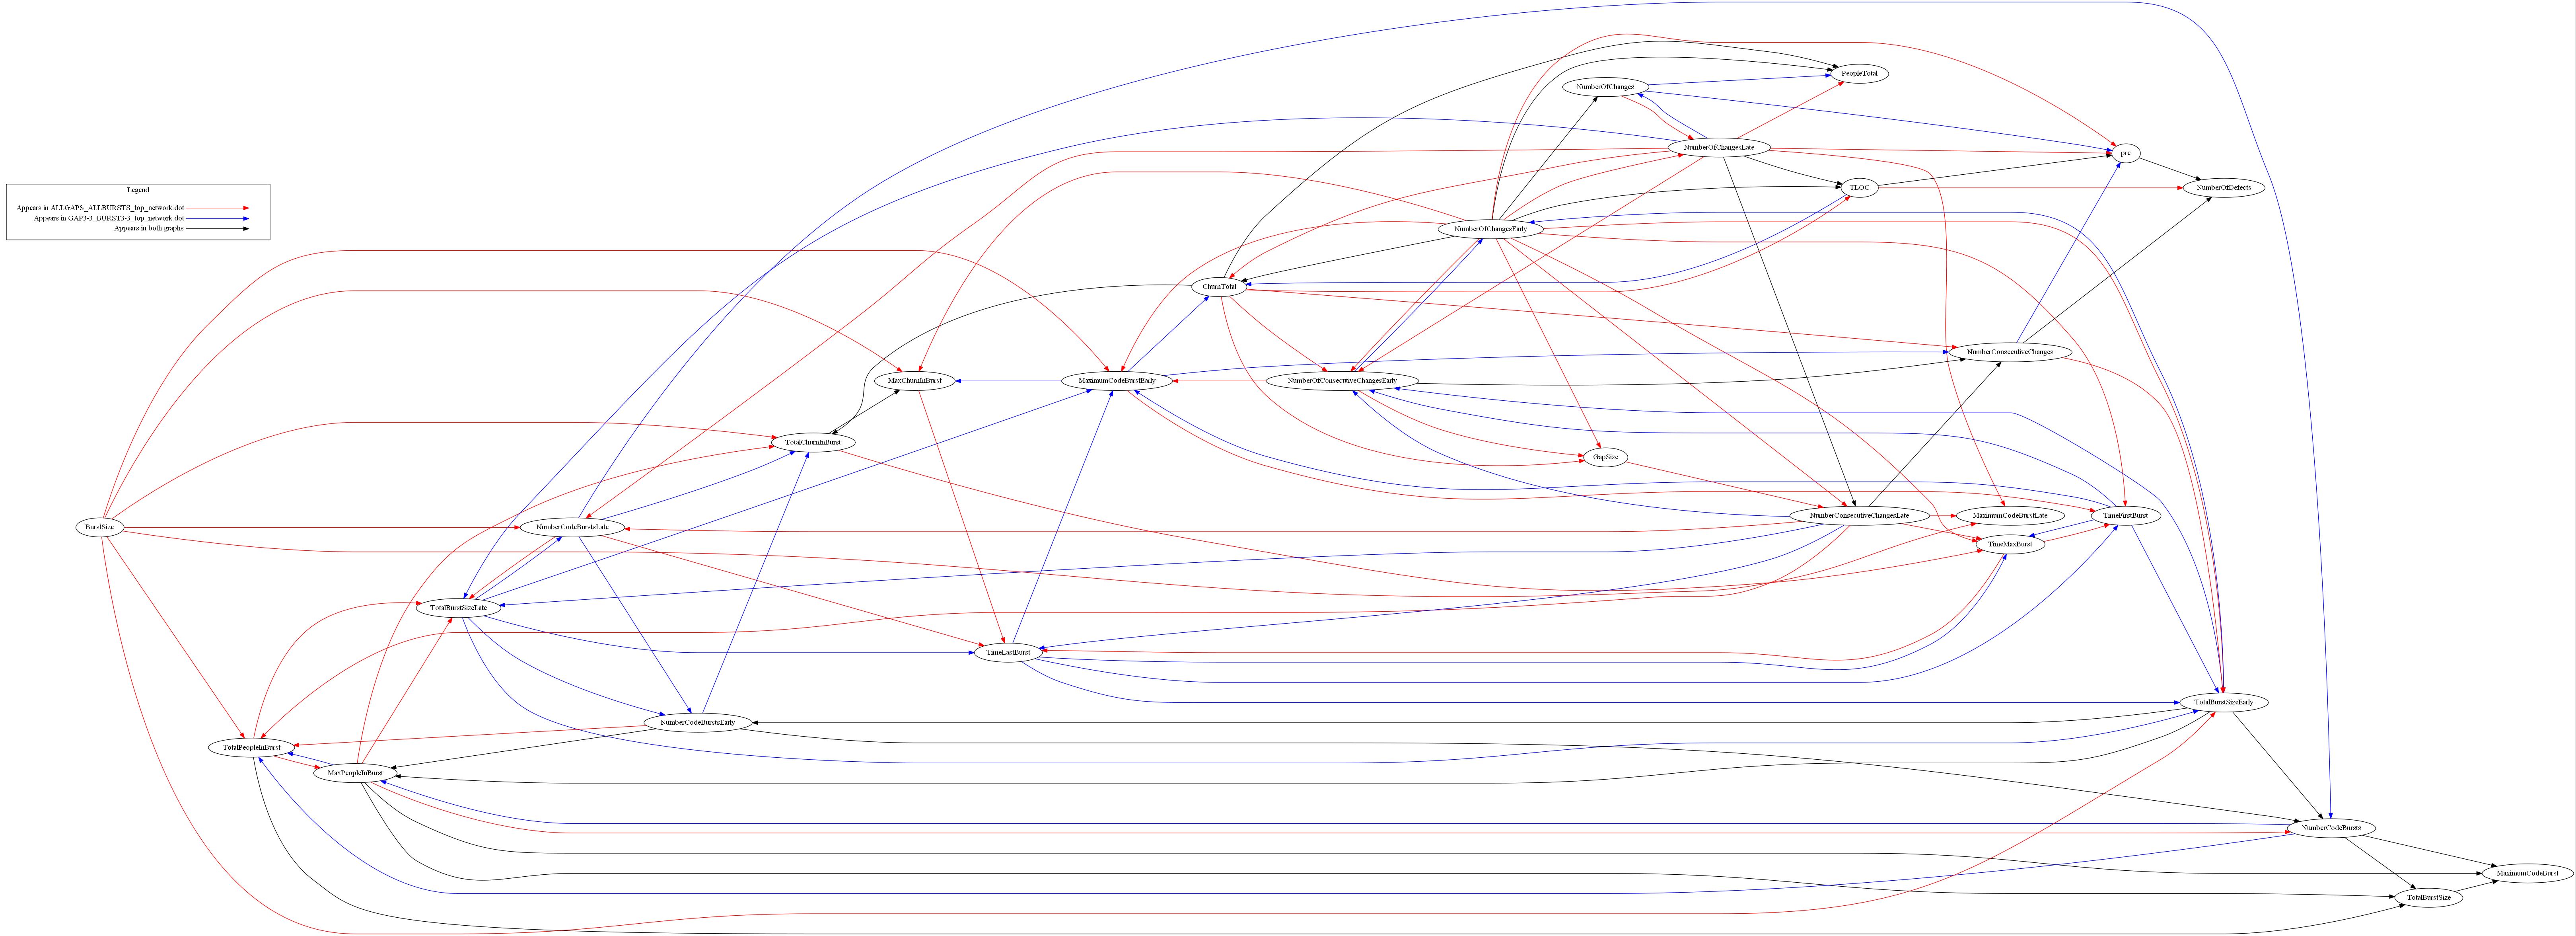 Legend
Appears in ALLGAPS_ALLBURSTS_top_network.dot
Appears in GAP3-3_BURST3-3_top_network.dot
Appears in both graphs
PeopleTotal
NumberOfChanges
NumberOfChangesLate
pre
TLOC
NumberOfDefects
NumberOfChangesEarly
ChurnTotal
NumberConsecutiveChanges
MaxChurnInBurst
MaximumCodeBurstEarly
NumberOfConsecutiveChangesEarly
TotalChurnInBurst
GapSize
BurstSize
NumberCodeBurstsLate
NumberConsecutiveChangesLate
MaximumCodeBurstLate
TimeFirstBurst
TimeMaxBurst
TotalBurstSizeLate
TimeLastBurst
TotalBurstSizeEarly
NumberCodeBurstsEarly
TotalPeopleInBurst
MaxPeopleInBurst
NumberCodeBursts
MaximumCodeBurst
TotalBurstSize